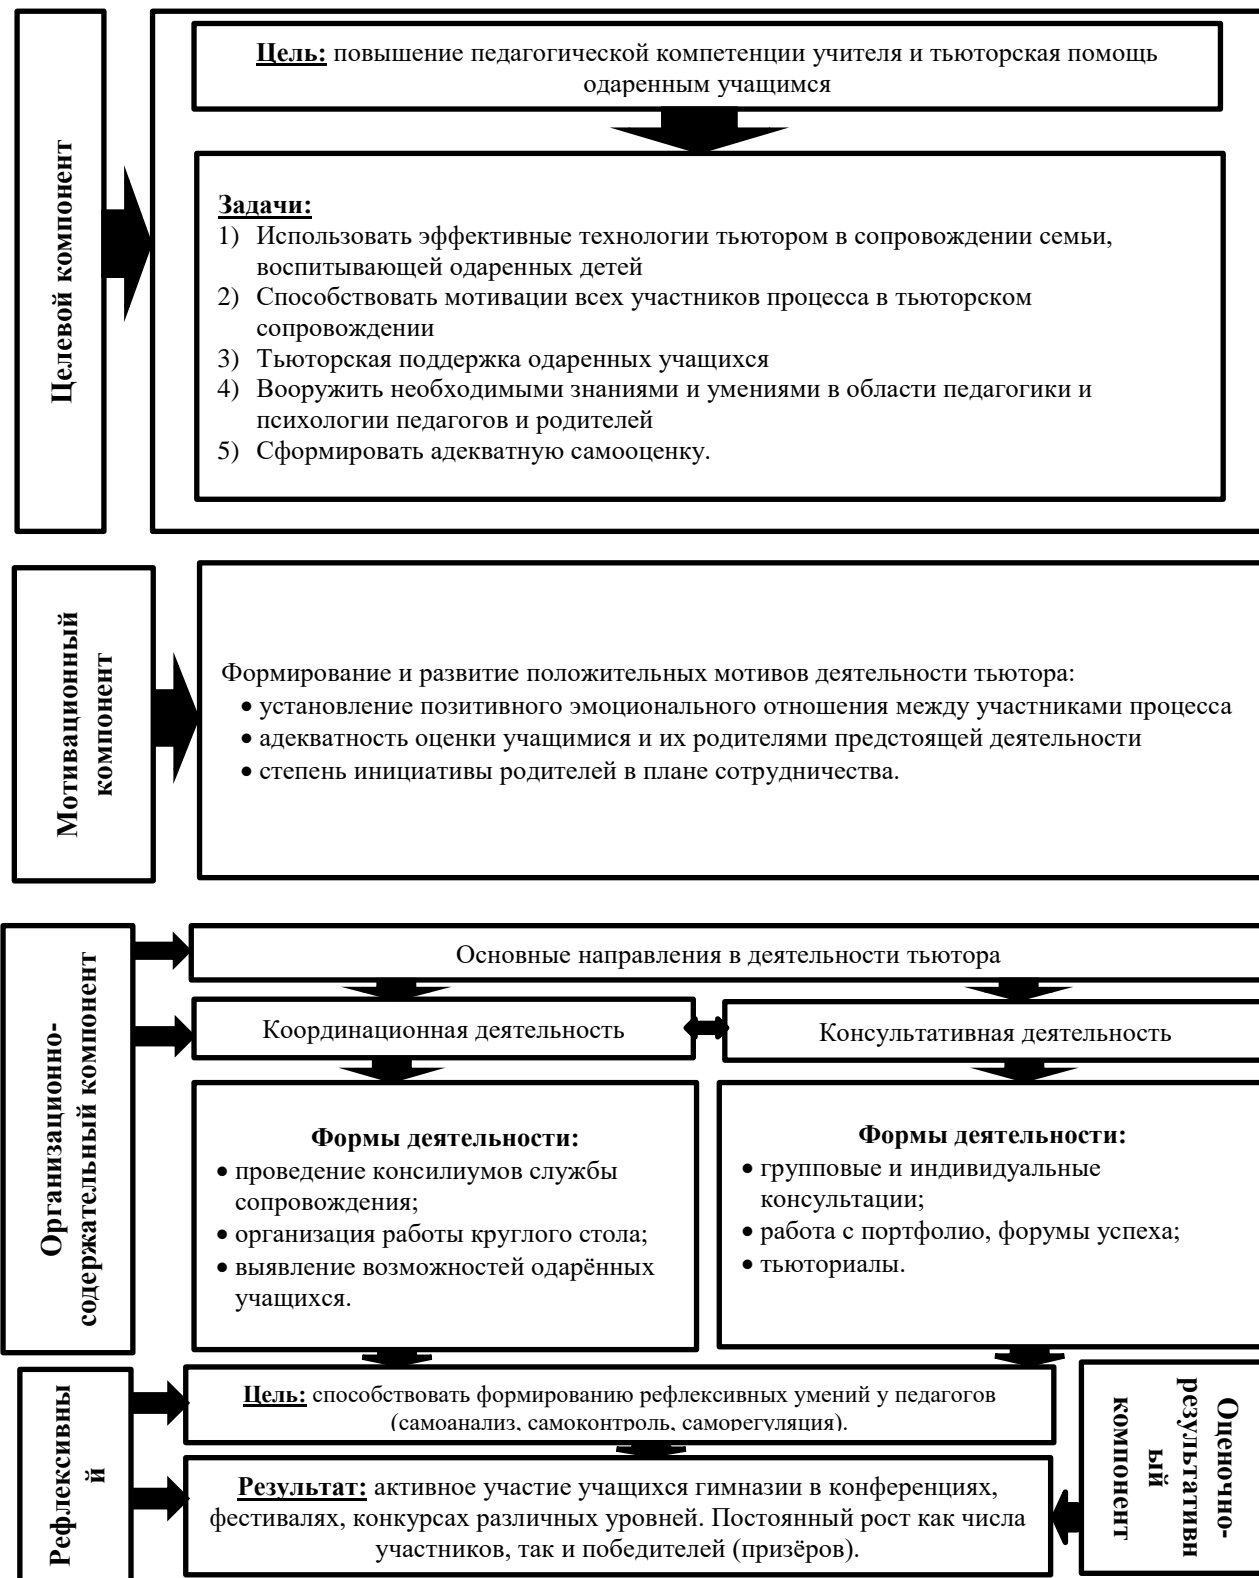 Целевой компонент
Цель: повышение педагогической компетенции учителя и тьюторская помощь
одаренным учащимся
Задачи:
1) Использовать эффективные технологии тьютором в сопровождении семьи,
воспитывающей одаренных детей
2) Способствовать мотивации всех участников процесса в тьюторском
сопровождении
3) Тьюторская поддержка одаренных учащихся
4) Вооружить необходимыми знаниями и умениями в области педагогики и
психологии педагогов и родителей
5) Сформировать адекватную самооценку.
Мотивационный
компонент
Формирование и развитие положительных мотивов деятельности тьютора:
• установление позитивного эмоционального отношения между участниками процесса
• адекватность оценки учащимися и их родителями предстоящей деятельности
• степень инициативы родителей в плане сотрудничества.
Организационно-
содержательный компонент
Основные направления в деятельности тьютора
Координационная деятельность
Консультативная деятельность
Формы деятельности:
• проведение консилиумов службы
сопровождения;
• организация работы круглого стола;
• выявление возможностей одарённых
учащихся.
Формы деятельности:
• групповые и индивидуальные
консультации;
• работа с портфолио, форумы успеха;
• тьюториалы.
Рефлексивны
й
Цель: способствовать формированию рефлексивных умений у педагогов
(самоанализ, самоконтроль, саморегуляция).
Результат: активное участие учащихся гимназии в конференциях,
фестивалях, конкурсах различных уровней. Постоянный рост как числа
участников, так и победителей (призёров).
Оценочно-
результативн
ый
компонент